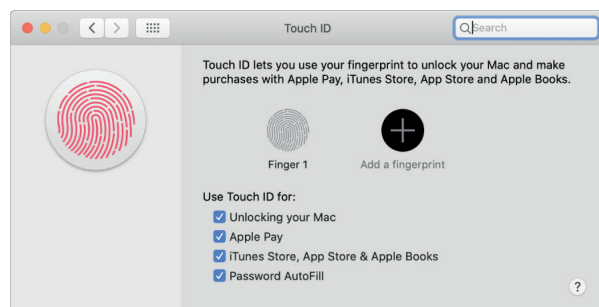 Touch ID
Search
Touch ID lets you use your fingerprint to unlock your Mac and make
purchases with Apple Pay, iTunes Store, App Store and Apple Books.
Finger 1
Add a fingerprint
Use Touch ID for:
Unlocking your Mac
Apple Pay
iTunes Store, App Store & Apple Books
Password AutoFill
?